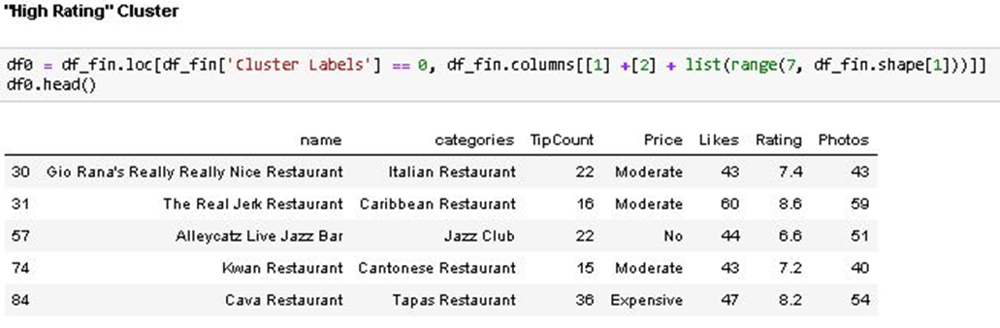 "High Rating" Cluster
df0 = df_fin.loc[df_fin['Cluster Labels'] == 0, df_fin.columns[[1] +[2] + list(range(7, df_fin.shape[1]))]]
df0.head()
name categories TipCount Price Likes Rating Photos
30 Gio Rana's Really Really Nice Restaurant Italian Restaurant 22 Moderate 43 7.4 43
31 The Real Jerk Restaurant Caribbean Restaurant 16 Moderate 60 8.6 59
57 Alleycatz Live Jazz Bar Jazz Club 22 No 44 6.6 51
74 Kwan Restaurant Cantonese Restaurant 15 Moderate 43 7.2 40
84 Cava Restaurant Tapas Restaurant 36 Expensive 47 8.2 54